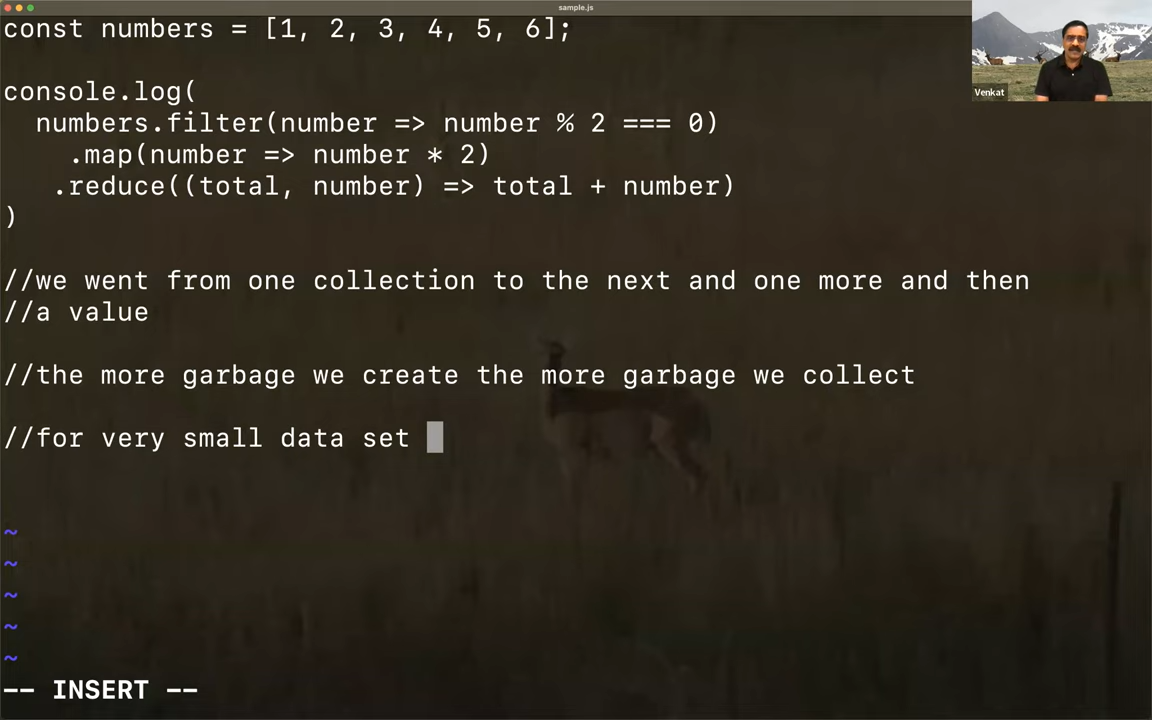 sample.js
const numbers = [1, 2, 3, 4, 5, 6];
console.log(
numbers.filter(number => number % 2 === 0)
.map(number => number * 2)
.reduce((total, number) => total + number)
)
//we went from one collection to the next and one more and then
//a value
//the more garbage we create the more garbage we collect
//for very small data set
~
~
~
~
~
-- INSERT --
Venkat